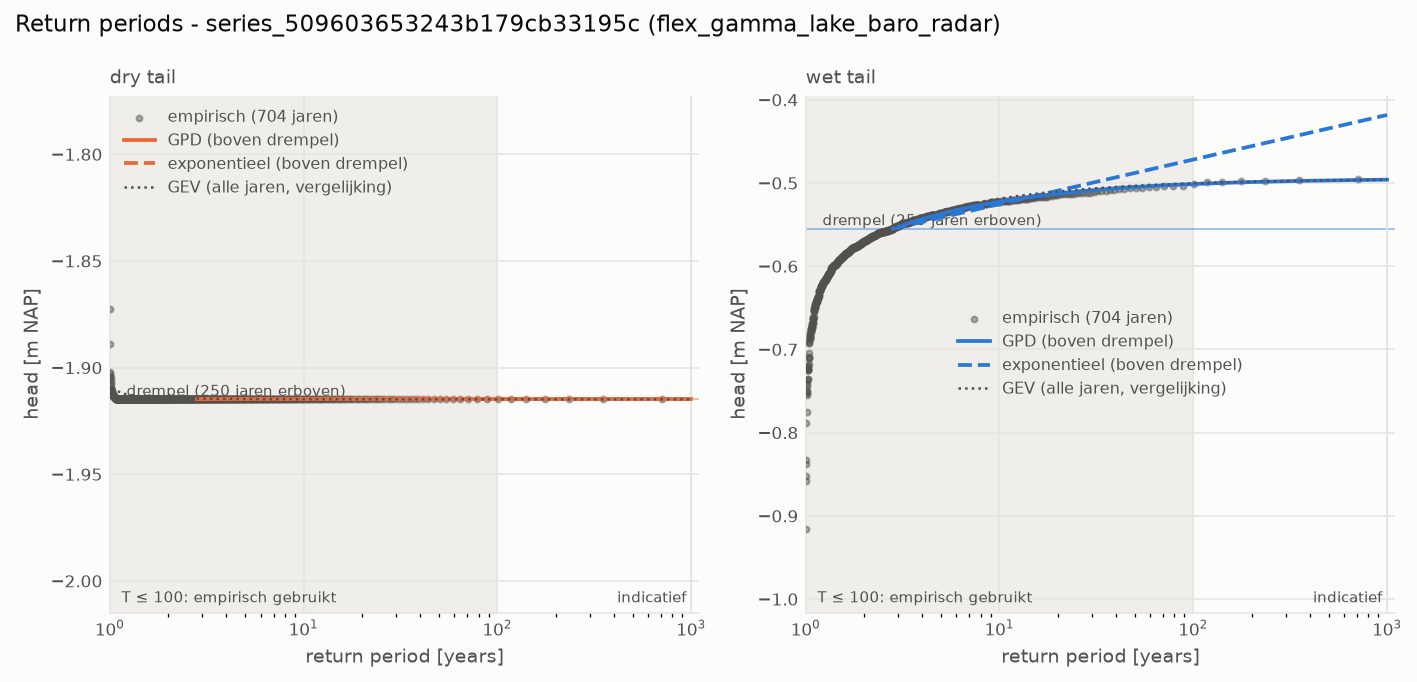 Return periods - series_509603653243b179cb33195c (flex_gamma_lake_baro_radar)
dry tail
empirisch (704 jaren)
GPD (boven drempel)
exponentieel (boven drempel)
GEV (alle jaren, vergelijking)
−1.80
−1.85
−1.90
−1.95
−2.00
head [m NAP]
drempel (250 jaren erboven)
T ≤ 100: empirisch gebruikt
indicatief
10⁰
10¹
10²
10³
return period [years]
wet tail
−0.4
−0.5
−0.6
−0.7
−0.8
−0.9
−1.0
head [m NAP]
drempel (250 jaren erboven)
empirisch (704 jaren)
GPD (boven drempel)
exponentieel (boven drempel)
GEV (alle jaren, vergelijking)
T ≤ 100: empirisch gebruikt
indicatief
10⁰
10¹
10²
10³
return period [years]